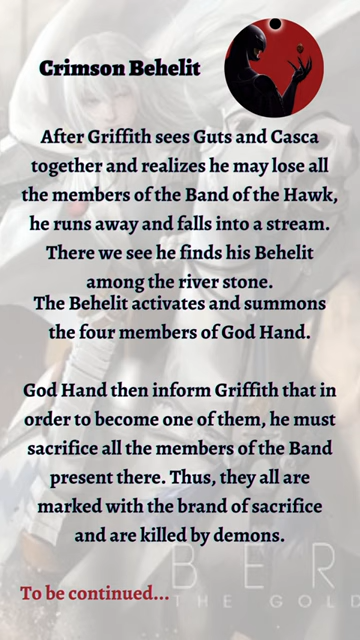 Crimson Behelit
After Griffith sees Guts and Casca
together and realizes he may lose all
the members of the Band of the Hawk,
he runs away and falls into a stream.
There we see he finds his Behelit
among the river stone.
The Behelit activates and summons
the four members of God Hand.
God Hand then inform Griffith that in
order to become one of them, he must
sacrifice all the members of the Band
present there. Thus, they all are
marked with the brand of sacrifice
and are killed by demons.
BER
THE GOLD
To be continued...